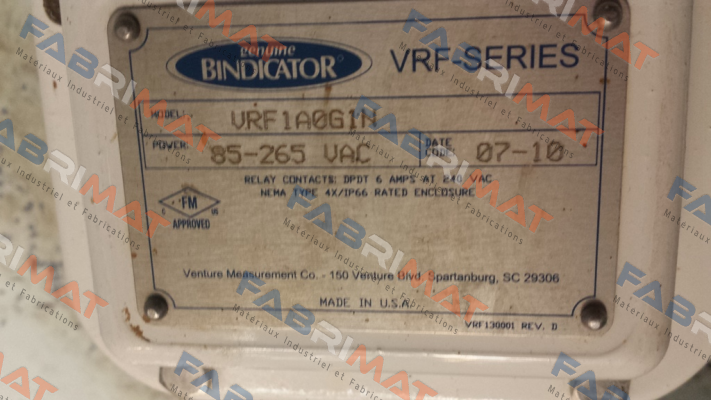 genuine
BINDICATOR
VRF-SERIES
MODEL: VRF1A0G1N
POWER: 85-265 VAC DATE CODE: 07-10
RELAY CONTACTS: DPDT 6 AMPS AT 240 VAC
NEMA TYPE 4X/IP66 RATED ENCLOSURE
FM
C US
APPROVED
Venture Measurement Co. - 150 Venture Blvd. Spartanburg, SC 29306
MADE IN U.S.A.
VRF130001 REV. D
FABRIMAT
Matériaux Industriel et Fabrications